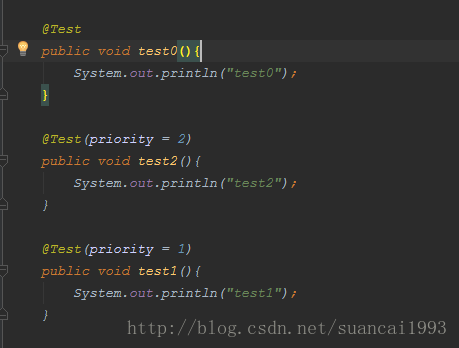 @Test
public void test0(){
System.out.println("test0");
}
@Test(priority = 2)
public void test2(){
System.out.println("test2");
}
@Test(priority = 1)
public void test1(){
System.out.println("test1");
}
http://blog.csdn.net/suancai1993